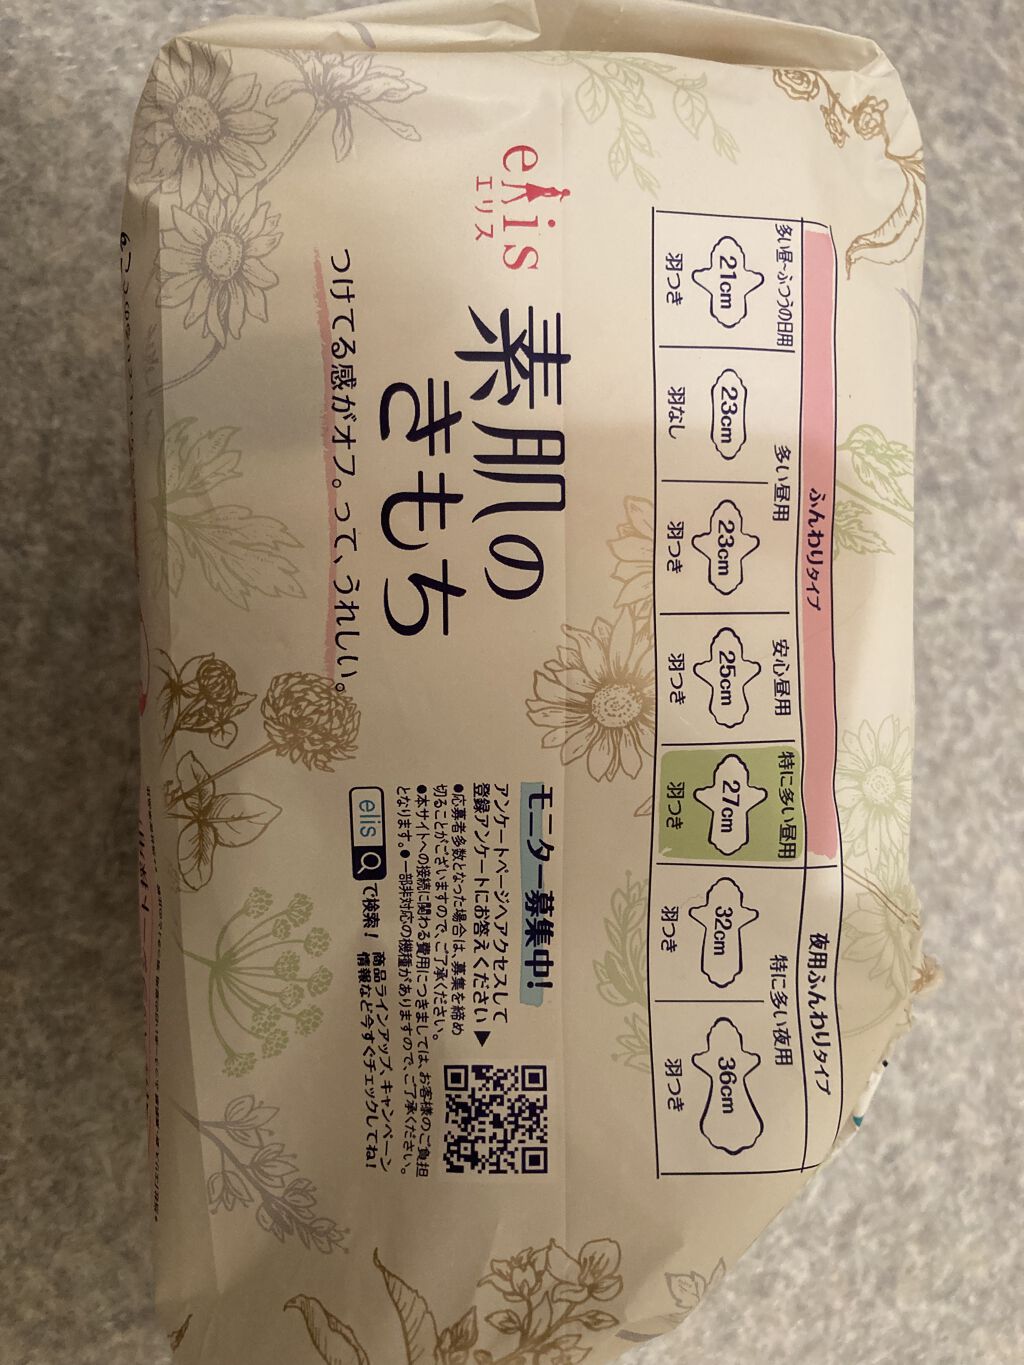 ふんわりタイプ
夜用ふんわりタイプ
多い昼~ふつうの日用
多い昼用
安心昼用
特に多い昼用
特に多い夜用
21cm
23cm
23cm
25cm
27cm
32cm
36cm
羽つき
羽なし
羽つき
羽つき
羽つき
羽つき
羽つき
elis
エリス
素肌の
きもち
つけてる感がオフ。って、うれしい。
モニター募集中!
アンケートページへアクセスして
登録アンケートにお答えください▶
●応募者多数となった場合は、募集を締め
切ることがございますので、ご了承ください。
●本サイトへの接続に関わる費用につきましては、お客様のご負担
となります。●一部非対応の機種がありますので、ご了承ください。
elis で検索! 商品ラインアップ、キャンペーン
情報など今すぐチェックしてね!